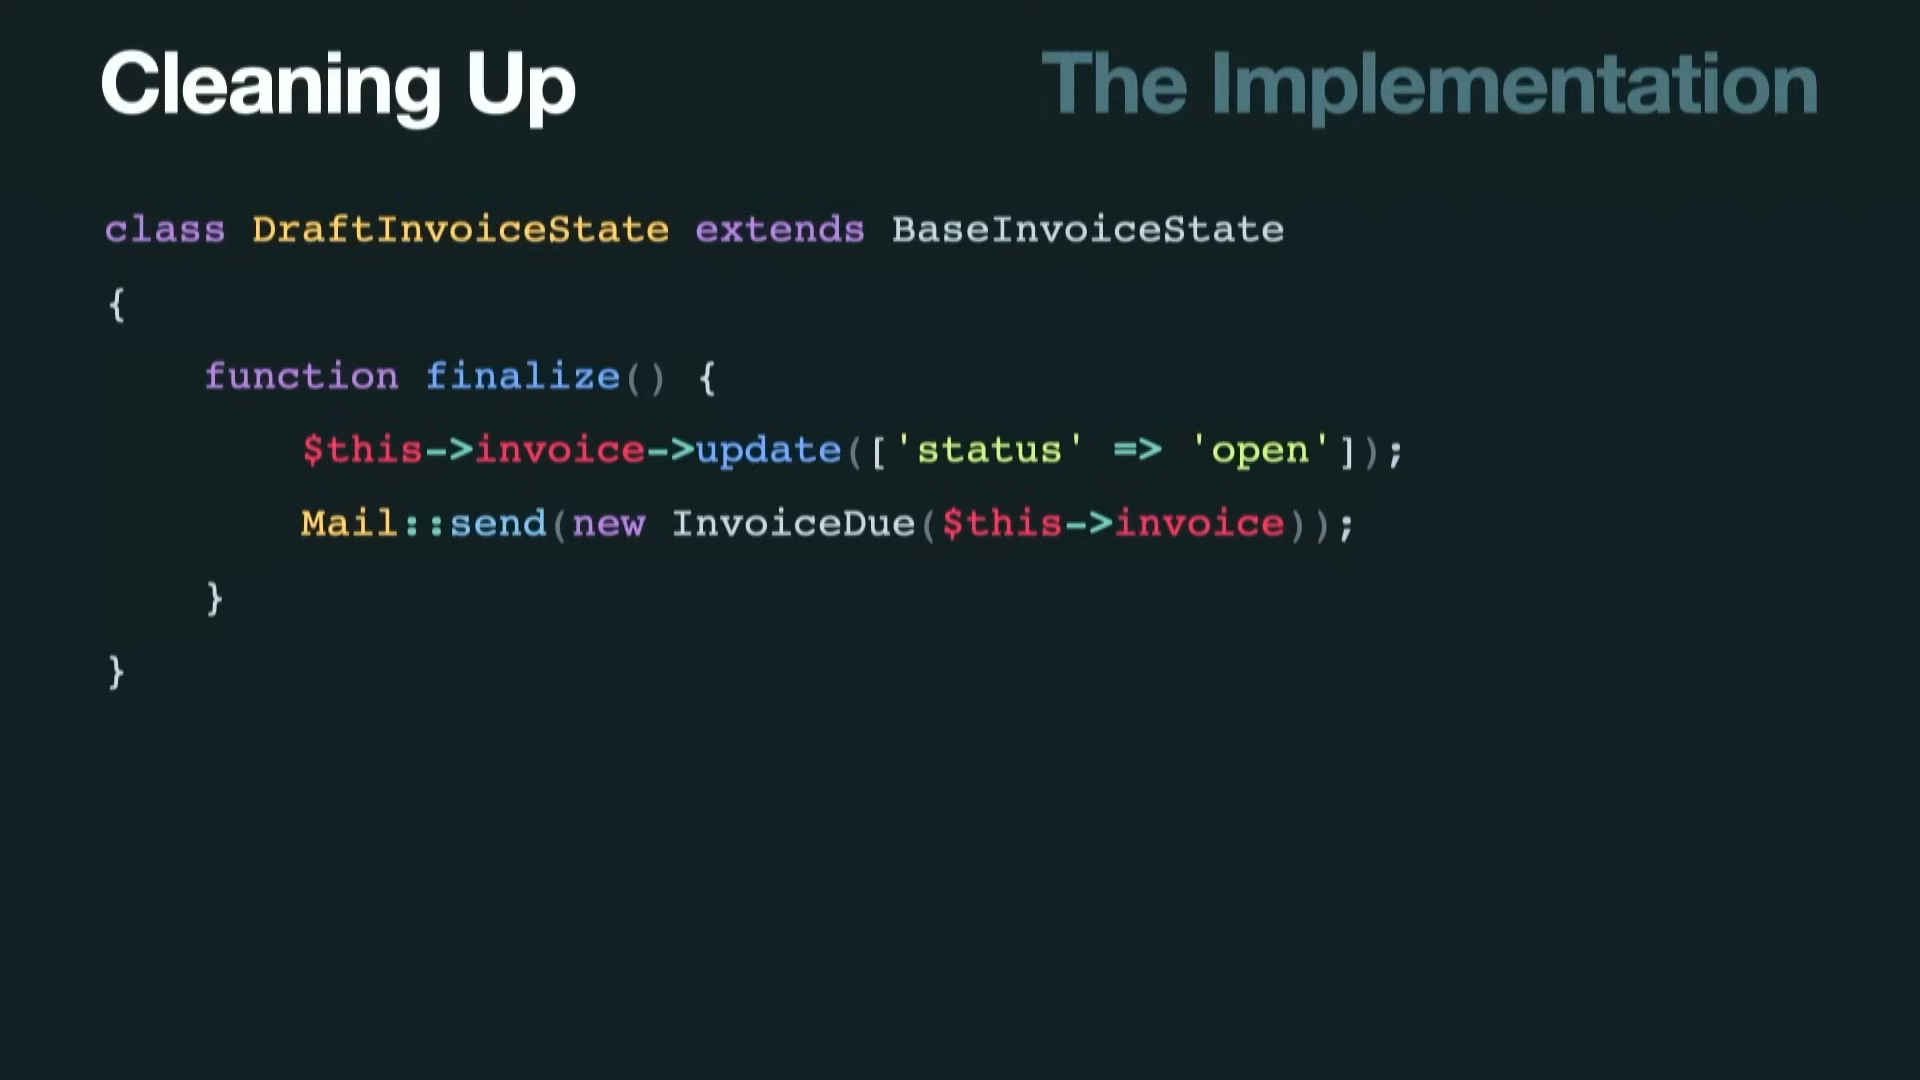 Cleaning Up
The Implementation
class DraftInvoiceState extends BaseInvoiceState
{
    function finalize() {
        $this->invoice->update(['status' => 'open']);
        Mail::send(new InvoiceDue($this->invoice));
    }
}